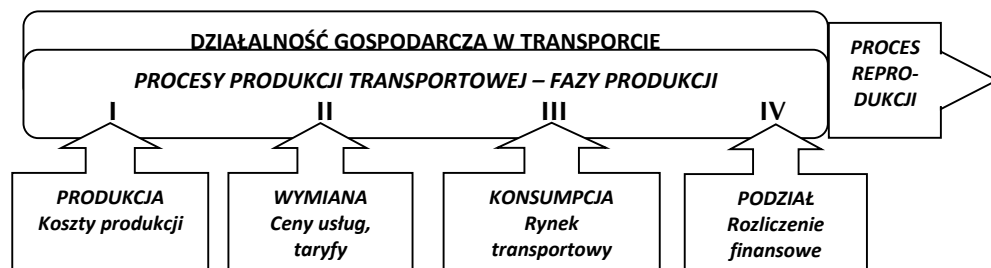 DZIAŁALNOŚĆ GOSPODARCZA W TRANSPORCIE
PROCESY PRODUKCJI TRANSPORTOWEJ – FAZY PRODUKCJI
I II III IV
PROCES
REPRO-
DUKCJI
PRODUKCJA
Koszty produkcji
WYMIANA
Ceny usług,
taryfy
KONSUMPCJA
Rynek
transportowy
PODZIAŁ
Rozliczenie
finansowe